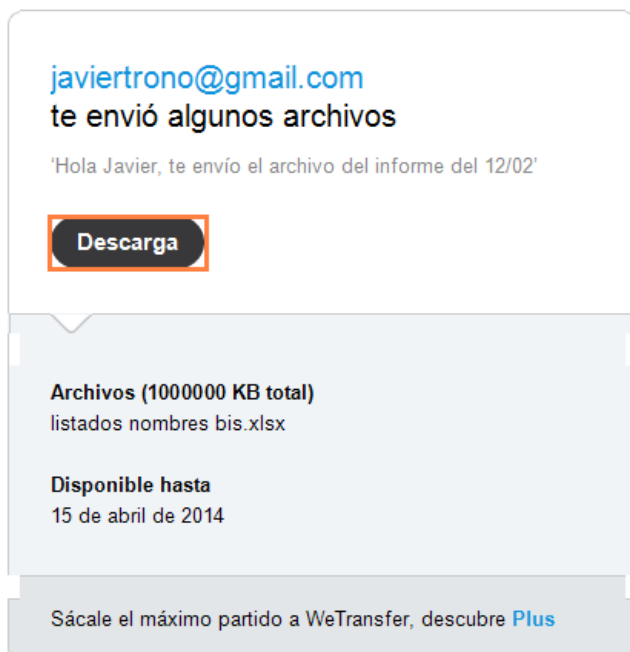 javiertrono@gmail.com
te envió algunos archivos
‘Hola Javier, te envío el archivo del informe del 12/02’
Descarga
Archivos (1000000 KB total)
listados nombres bis.xlsx
Disponible hasta
15 de abril de 2014
Sácale el máximo partido a WeTransfer, descubre Plus